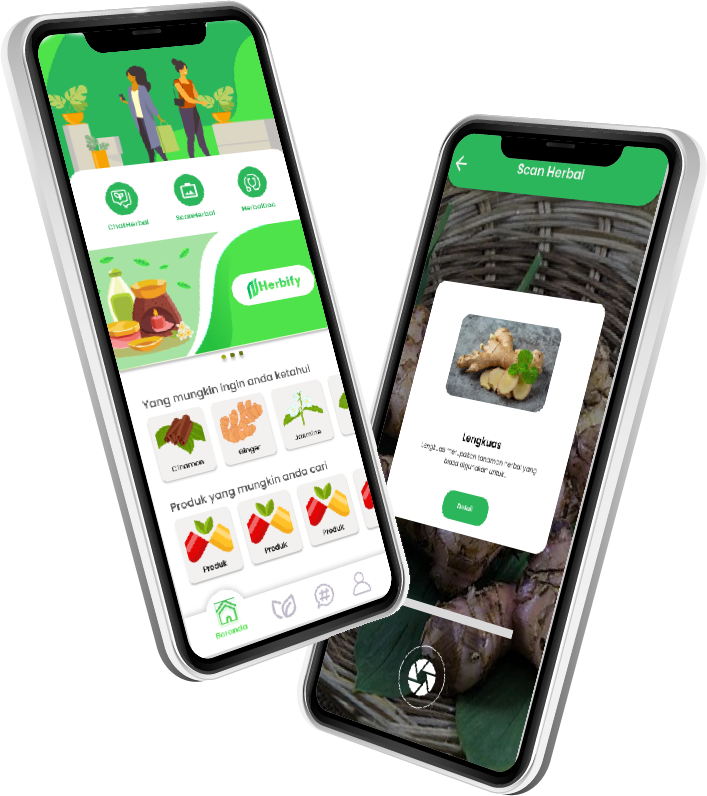 ChatHerbal
ScanHerbal
Herbalban
Herbify
Yang mungkin ingin anda ketahui
Cinamon
Ginger
Jasmine
Produk yang mungkin anda cari
Produk
Produk
Produk
Beranda
Scan Herbal
Lengkuas
Lengkuas merupakan tanaman herbal yang
biasa digunakan untuk..
Detail